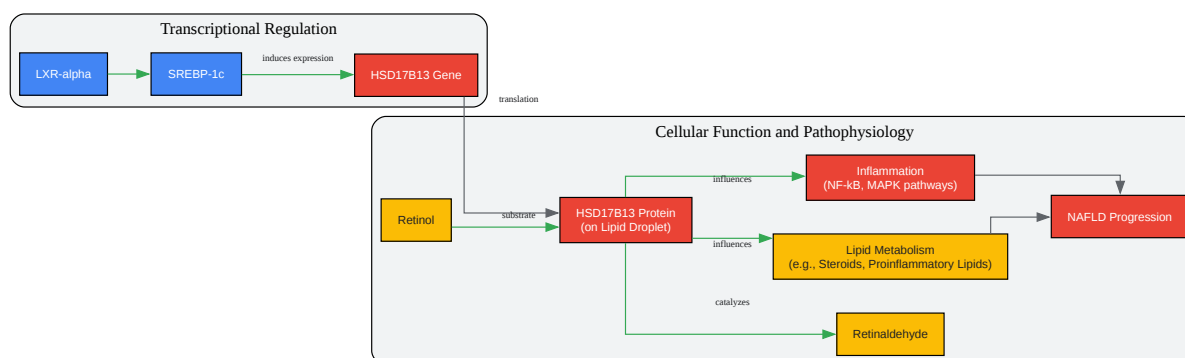 Transcriptional Regulation
LXR-alpha
SREBP-1c
induces expression
HSD17B13 Gene
translation
Cellular Function and Pathophysiology
Retinol
substrate
HSD17B13 Protein
(on Lipid Droplet)
influences
Inflammation
(NF-kB, MAPK pathways)
influences
Lipid Metabolism
(e.g., Steroids, Proinflammatory Lipids)
NAFLD Progression
catalyzes
Retinaldehyde